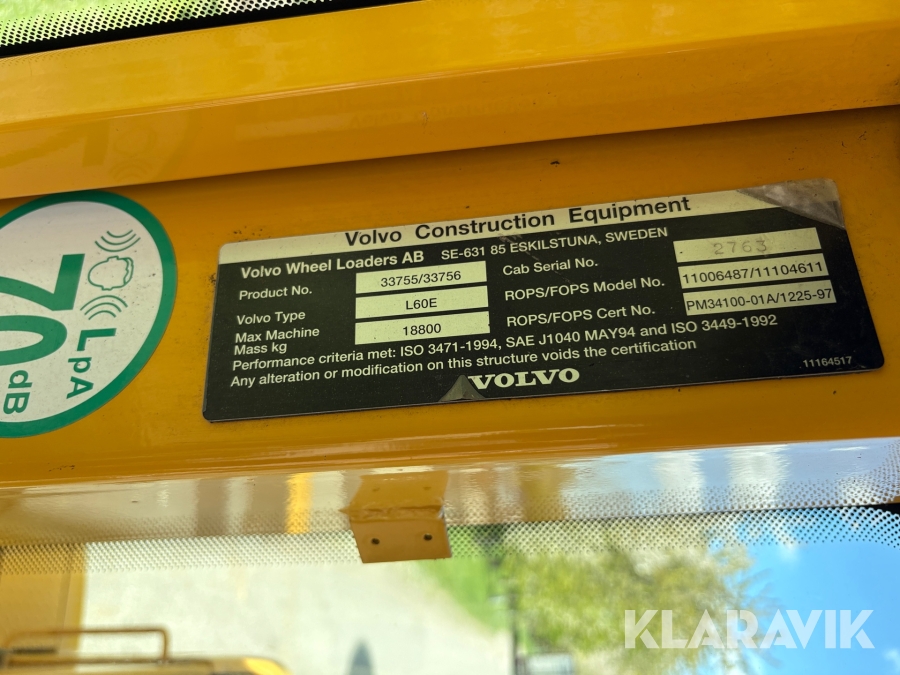 Volvo Construction Equipment
Volvo Wheel Loaders AB SE-631 85 ESKILSTUNA, SWEDEN
Product No. 33755/33756
Volvo Type L60E
Max Machine Mass kg 18800
Cab Serial No. 2763
ROPS/FOPS Model No. 11006487/11104611
ROPS/FOPS Cert No. PM34100-01A/1225-97
Performance criteria met: ISO 3471-1994, SAE J1040 MAY94 and ISO 3449-1992
Any alteration or modification on this structure voids the certification
VOLVO
11164517
LpA
70 dB
KLARAVIK